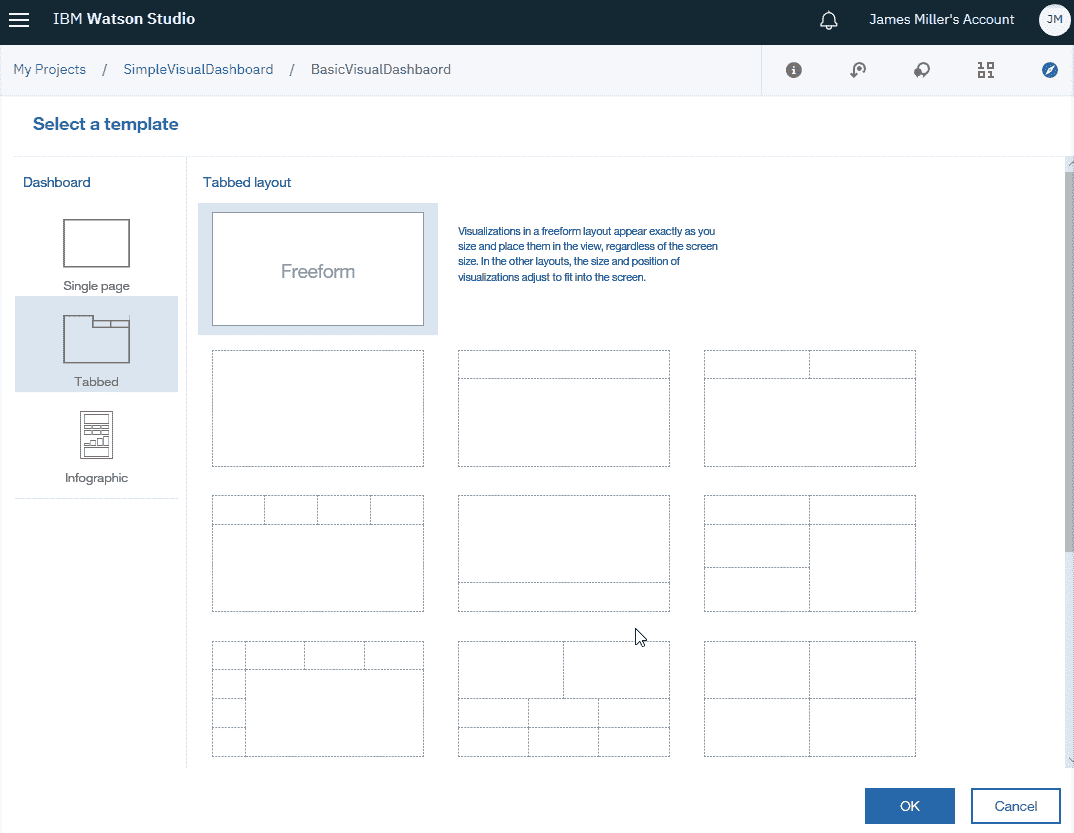 IBM Watson Studio
James Miller's Account
JM
My Projects / SimpleVisualDashboard / BasicVisualDashbaord
Select a template
Dashboard
Single page
Tabbed
Infographic
Tabbed layout
Freeform
Visualizations in a freeform layout appear exactly as you
size and place them in the view, regardless of the screen
size. In the other layouts, the size and position of
visualizations adjust to fit into the screen.
OK
Cancel